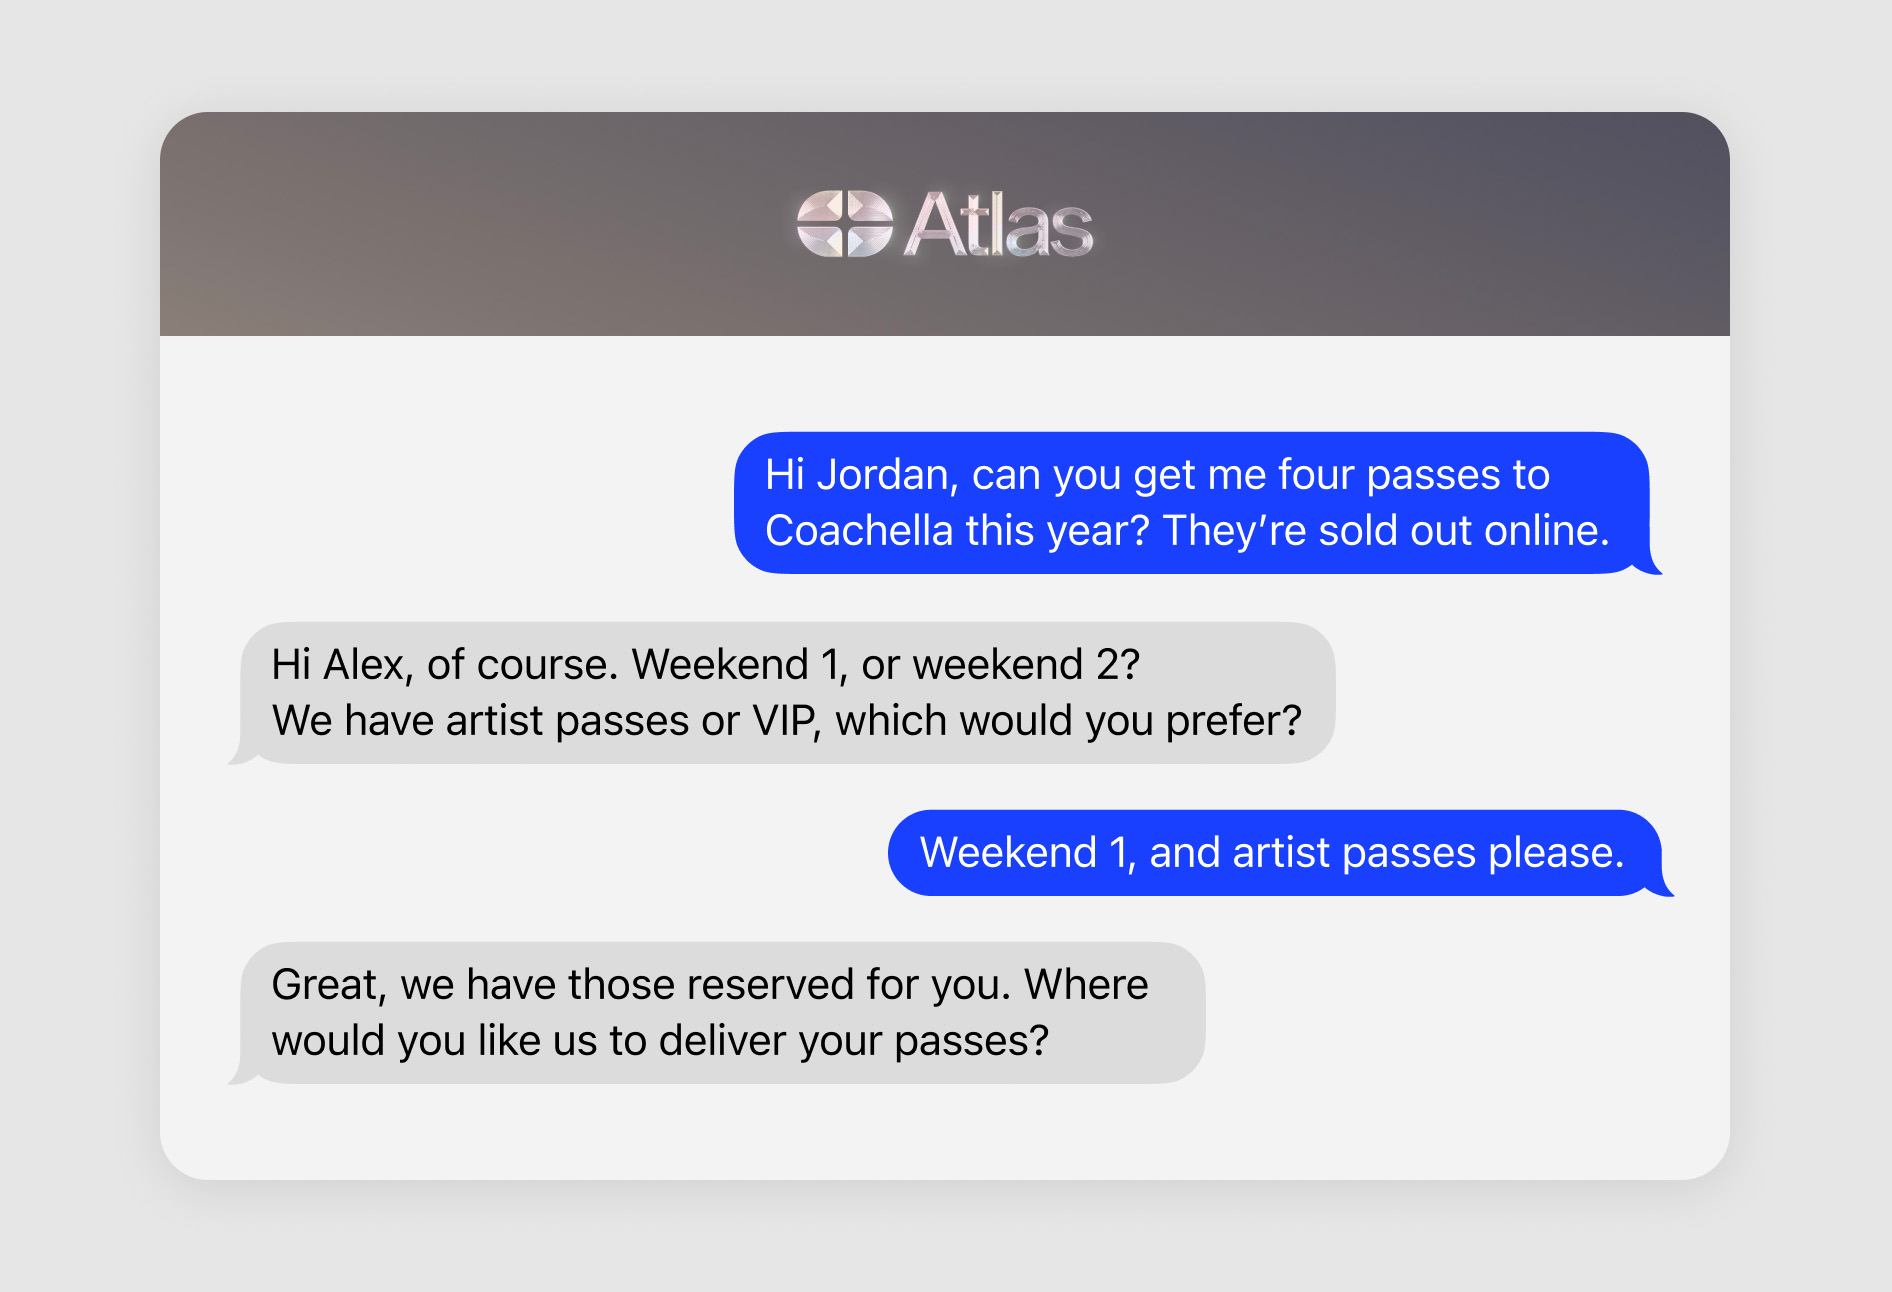 Atlas
Hi Jordan, can you get me four passes to
Coachella this year? They’re sold out online.
Hi Alex, of course. Weekend 1, or weekend 2?
We have artist passes or VIP, which would you prefer?
Weekend 1, and artist passes please.
Great, we have those reserved for you. Where
would you like us to deliver your passes?